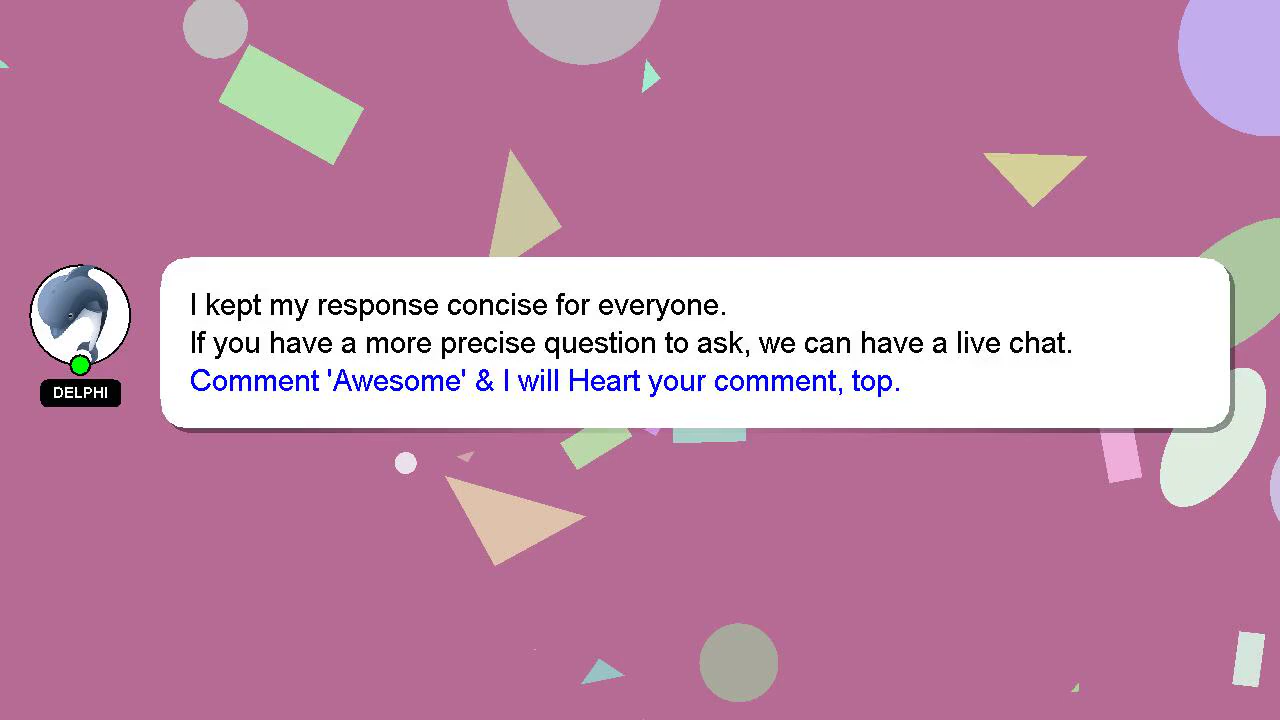 I kept my response concise for everyone.
If you have a more precise question to ask, we can have a live chat.
Comment 'Awesome' & I will Heart your comment, top.
DELPHI